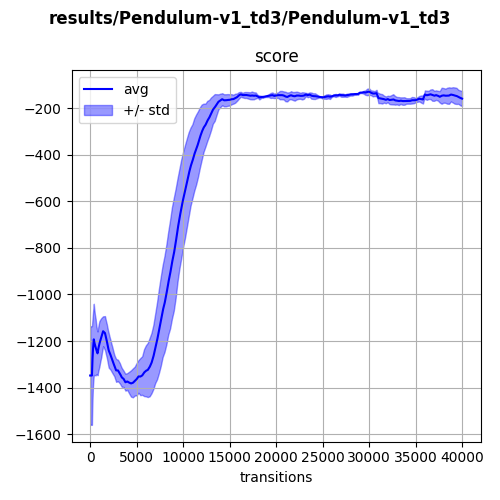 results/Pendulum-v1_td3/Pendulum-v1_td3
score
avg
+/- std
−200
−400
−600
−800
−1000
−1200
−1400
−1600
0 5000 10000 15000 20000 25000 30000 35000 40000
transitions